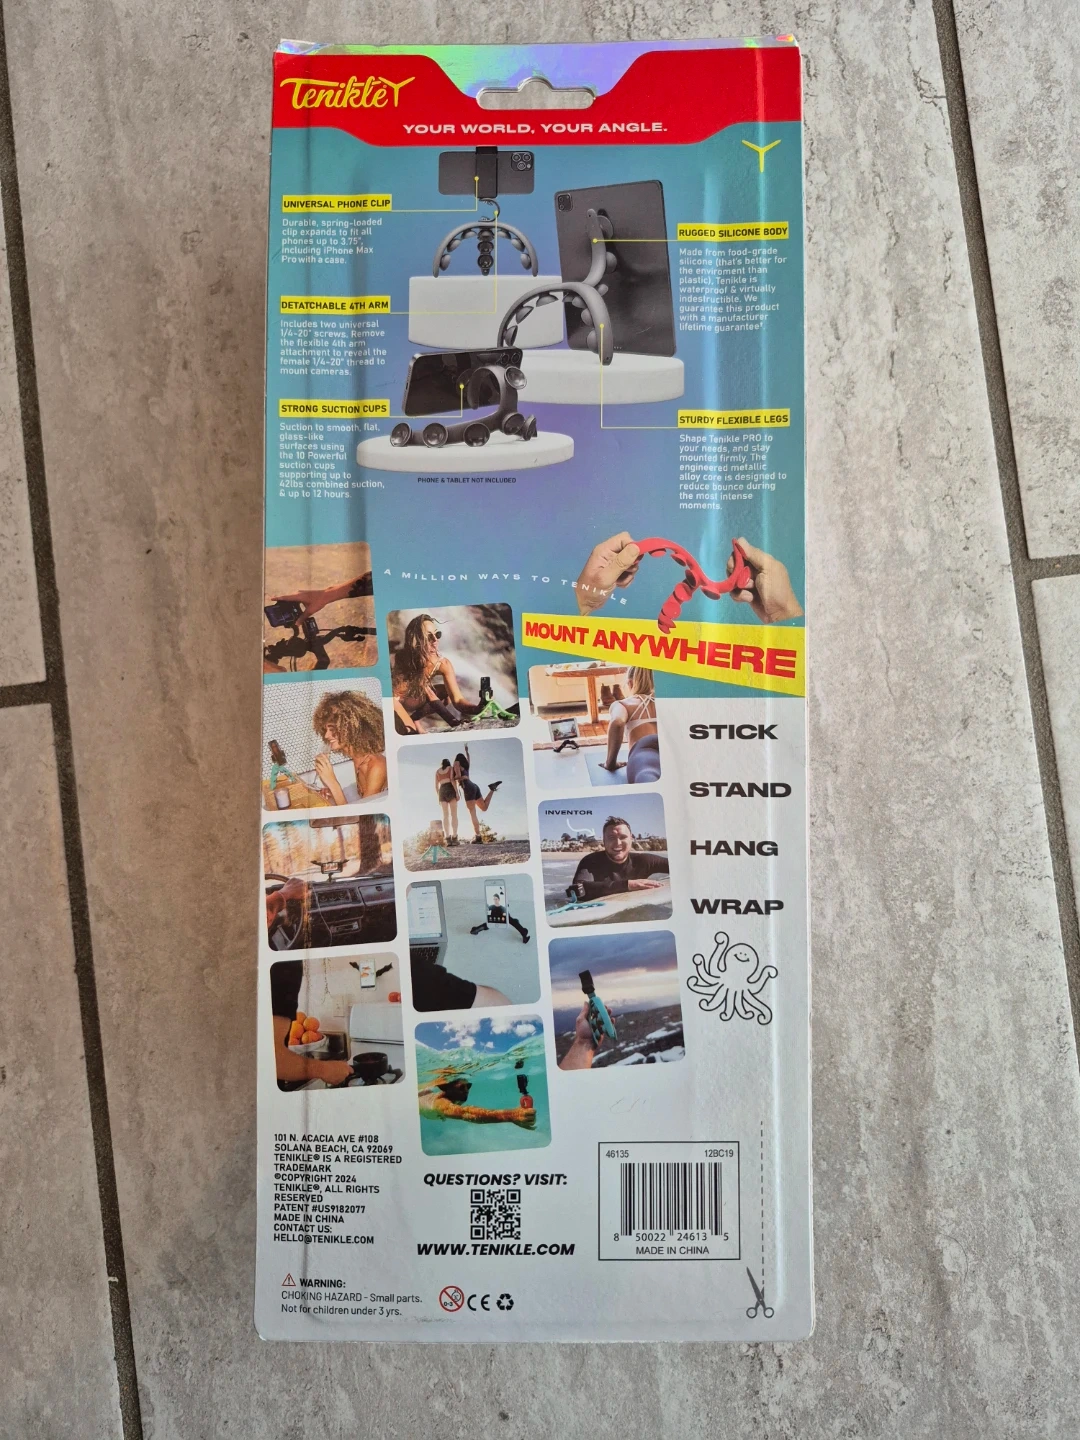 Tenikle
YOUR WORLD, YOUR ANGLE.
UNIVERSAL PHONE CLIP
Durable, spring-loaded
clip expands to fit all
phones up to 3.75",
including iPhone Max
Pro with a case.
DETATCHABLE 4TH ARM
Includes two universal
1/4-20" screws. Remove
the flexible 4th arm
attachment to reveal the
female 1/4-20" thread to
mount cameras.
STRONG SUCTION CUPS
Suction to smooth, flat,
glass-like
surfaces using
the 10 Powerful
suction cups
supporting up to
42lbs combined suction,
& up to 12 hours.
RUGGED SILICONE BODY
Made from food-grade
silicone (that's better for
the enviroment than
plastic), Tenikle is
waterproof & virtually
indestructible. We
guarantee this product
with a manufacturer
lifetime guarantee*.
STURDY FLEXIBLE LEGS
Shape Tenikle PRO to
your needs, and stay
mounted firmly. The
engineered metallic
alloy core is designed to
reduce bounce during
the most intense
moments.
PHONE & TABLET NOT INCLUDED
A MILLION WAYS TO TENIKLE
MOUNT ANYWHERE
STICK
STAND
HANG
WRAP
INVENTOR
101 N. ACACIA AVE #108
SOLANA BEACH, CA 92069
TENIKLE® IS A REGISTERED
TRADEMARK
©COPYRIGHT 2024
TENIKLE®, ALL RIGHTS
RESERVED
PATENT #US9182077
MADE IN CHINA
CONTACT US:
HELLO@TENIKLE.COM
QUESTIONS? VISIT:
WWW.TENIKLE.COM
46135 12BC19
8 50022 24613 5
MADE IN CHINA
WARNING:
CHOKING HAZARD - Small parts.
Not for children under 3 yrs.
0-3 CE